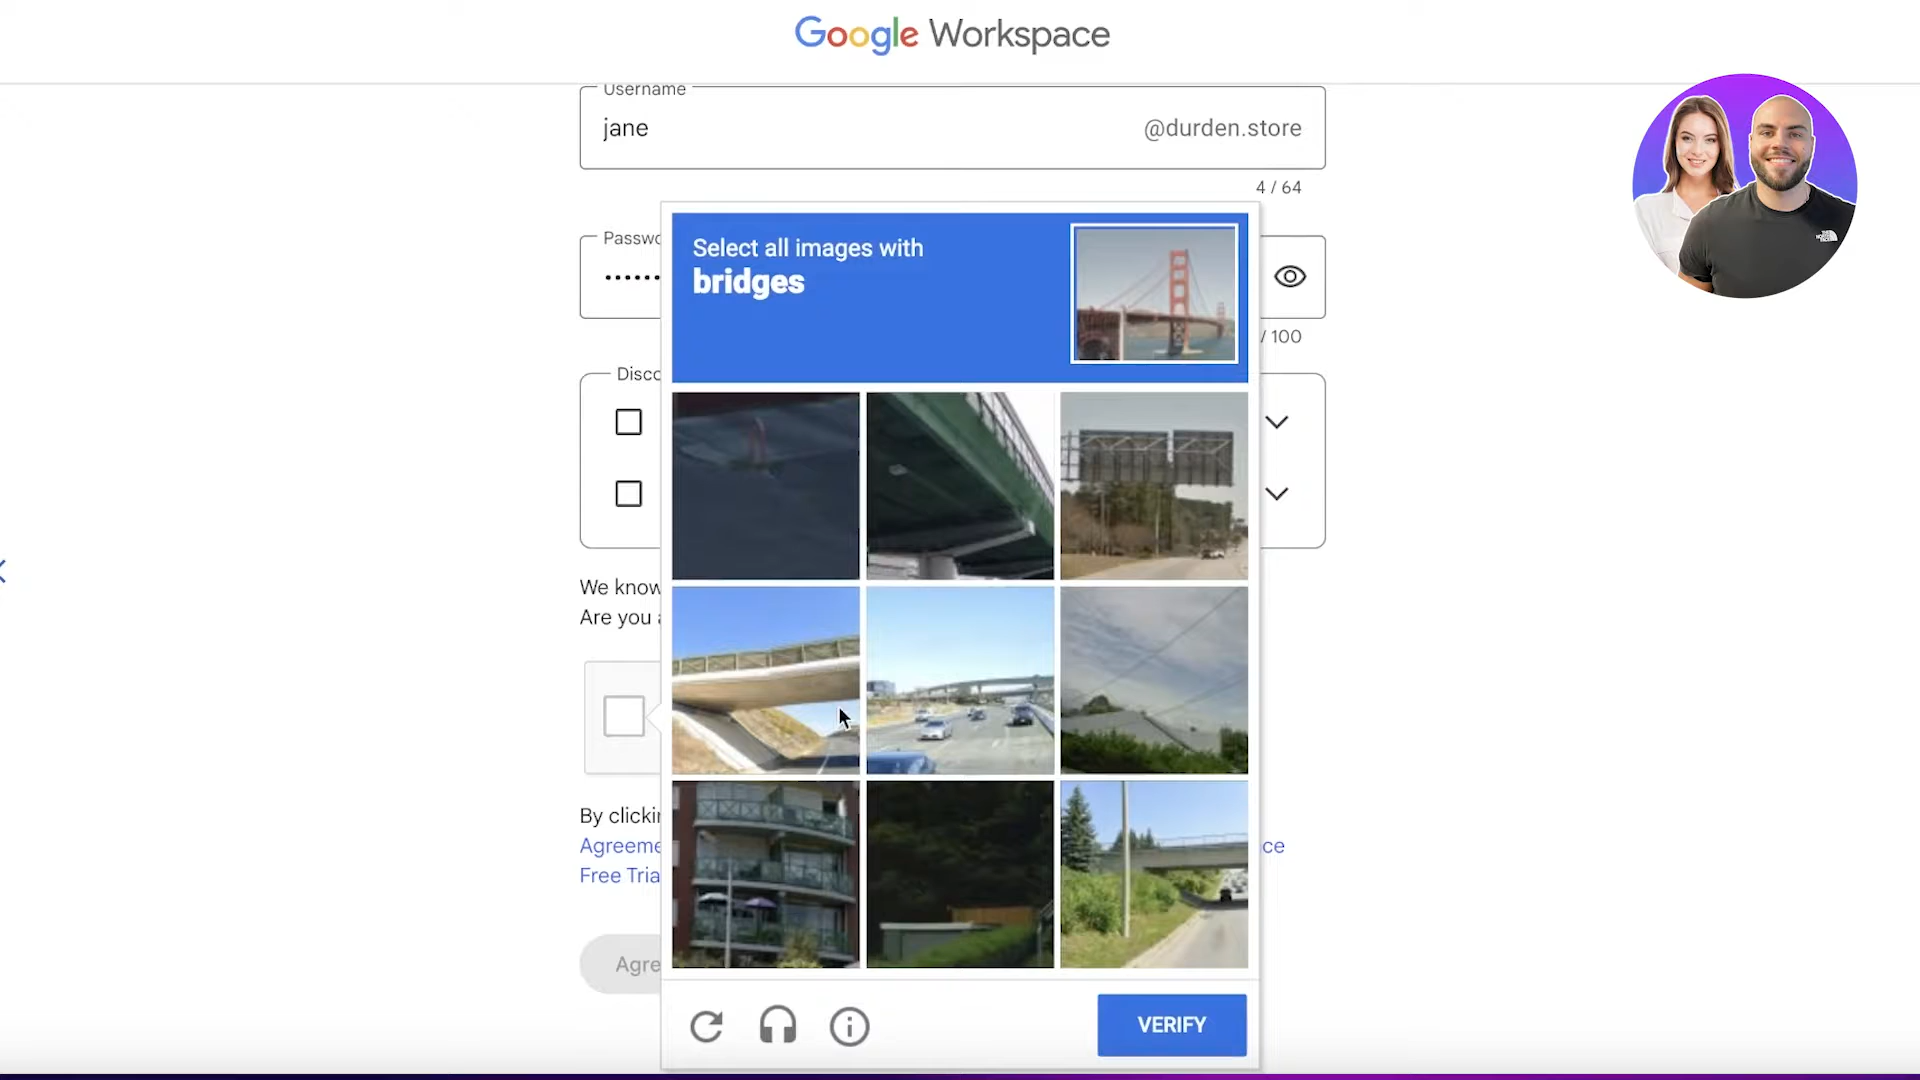 Google Workspace
Username
jane
@durden.store
4 / 64
Passwo
/ 100
Select all images with
bridges
Disco
We know
Are you
By clickin
Agreeme
ce
Free Tria
Agre
VERIFY